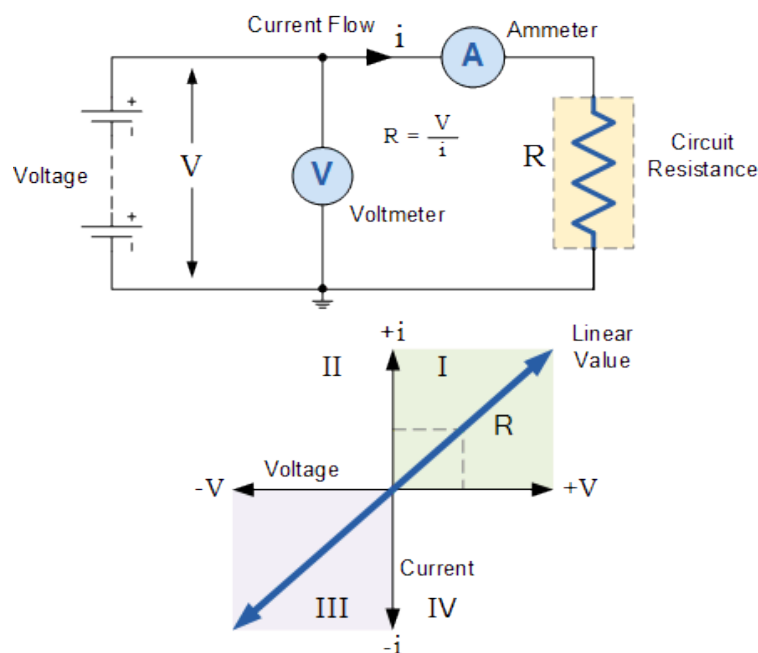 Current Flow
i
Ammeter
A
+
-
Voltage
V
R = V
i
V
Voltmeter
R
Circuit
Resistance
+
-
+i
Linear
Value
II
I
R
Voltage
-V
+V
Current
III
IV
-i